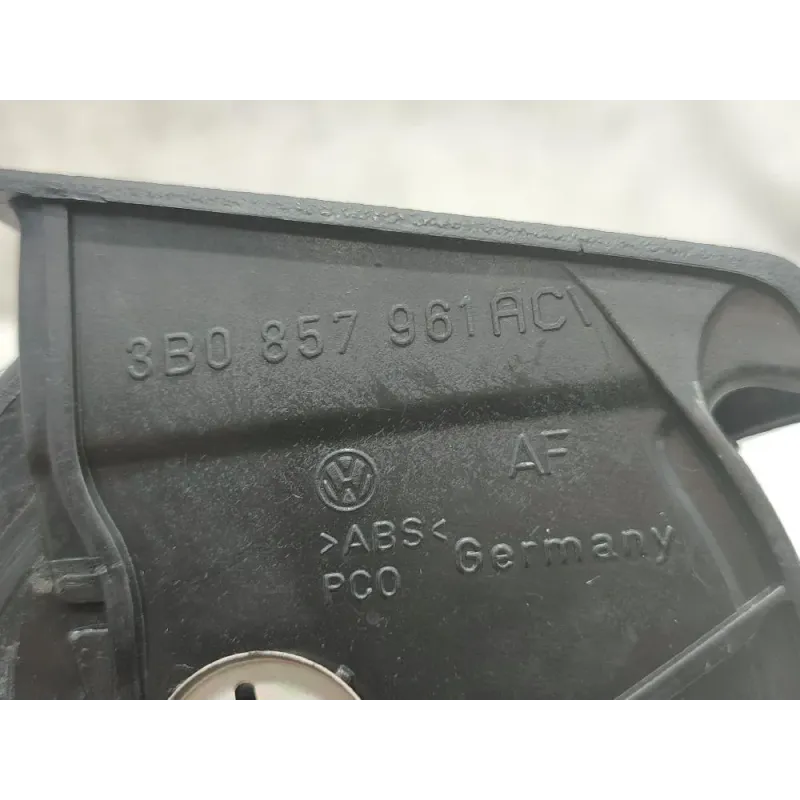 3B0 857 961 AC
AF
>ABS< Germany
PCO